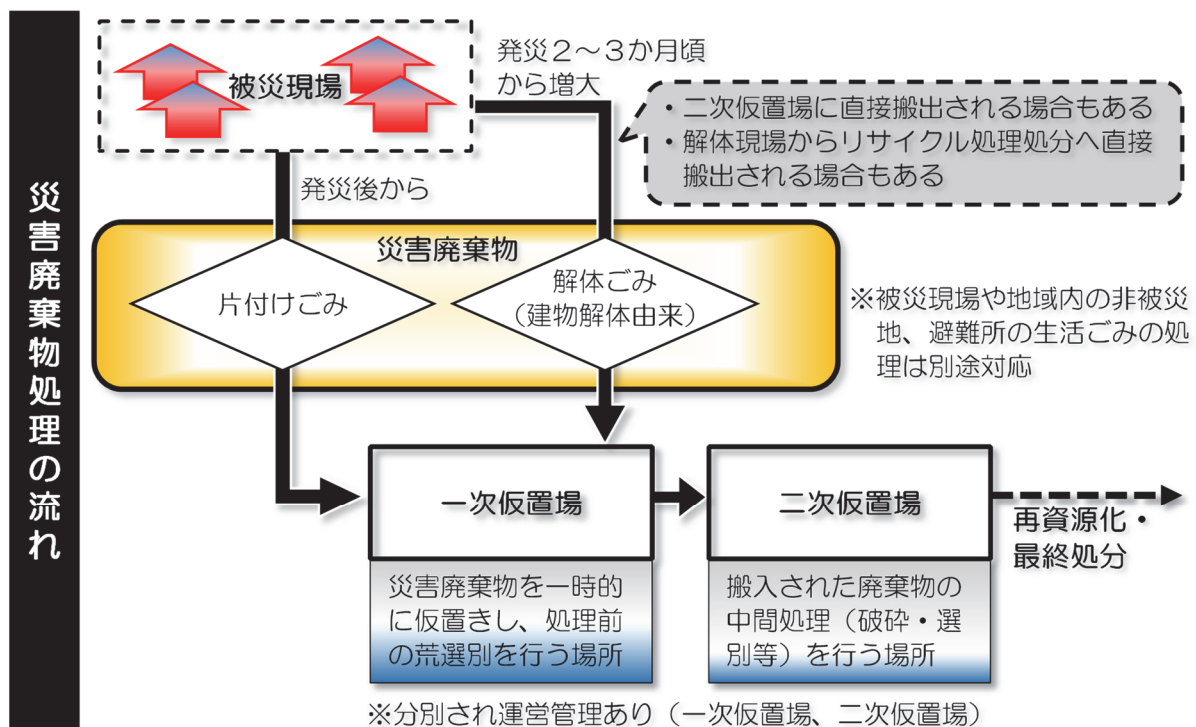 災害廃棄物処理の流れ
被災現場
発災２～３か月頃
から増大
・二次仮置場に直接搬出される場合もある
・解体現場からリサイクル処理処分へ直接
搬出される場合もある
発災後から
災害廃棄物
片付けごみ
解体ごみ
（建物解体由来）
※被災現場や地域内の非被災
地、避難所の生活ごみの処
理は別途対応
一次仮置場
二次仮置場
再資源化・
最終処分
災害廃棄物を一時的
に仮置きし、処理前
の荒選別を行う場所
搬入された廃棄物の
中間処理（破砕・選
別等）を行う場所
※分別され運営管理あり（一次仮置場、二次仮置場）